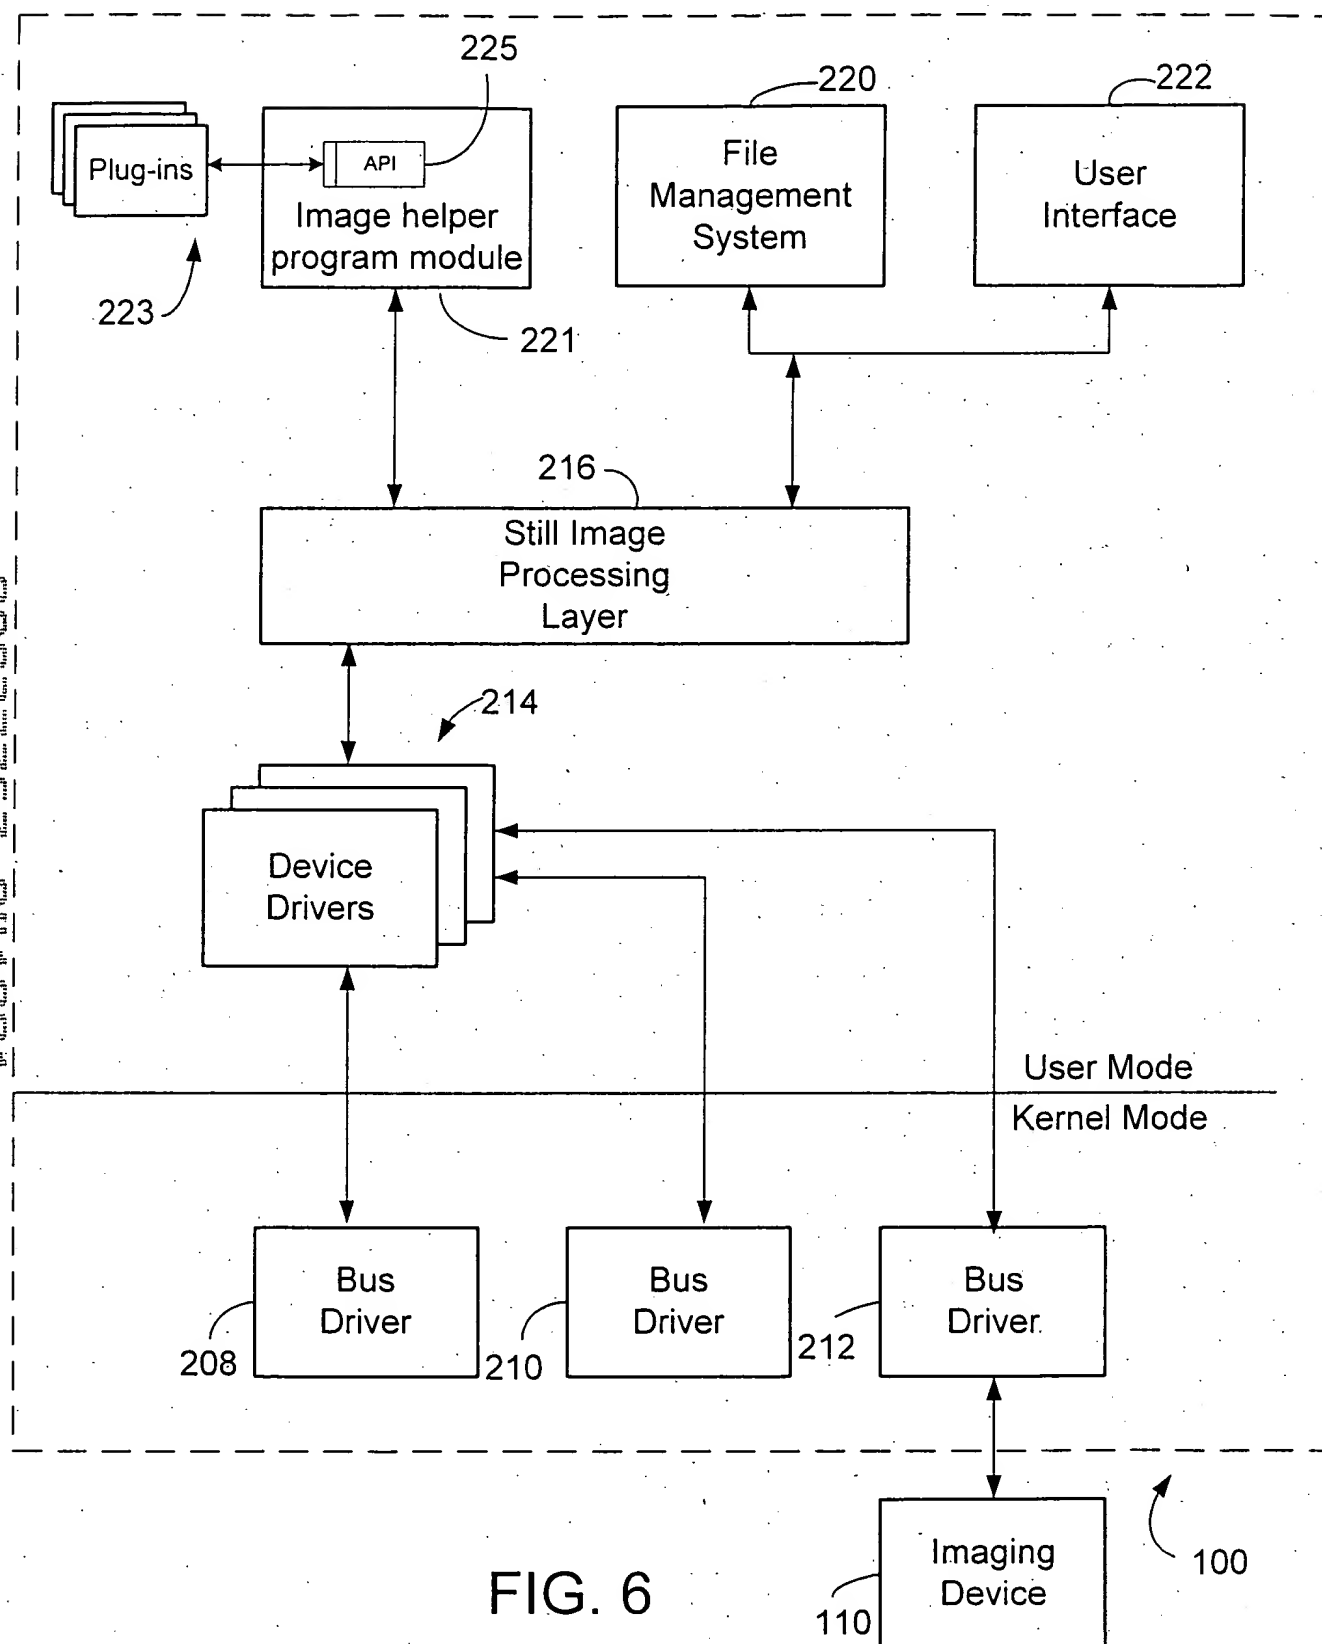 225
220
222
Plug-ins
API
Image helper
program module
File
Management
System
User
Interface
223
221
216
Still Image
Processing
Layer
214
Device
Drivers
User Mode
Kernel Mode
Bus
Driver
208
Bus
Driver
210
Bus
Driver
212
Imaging
Device
110
100
FIG. 6